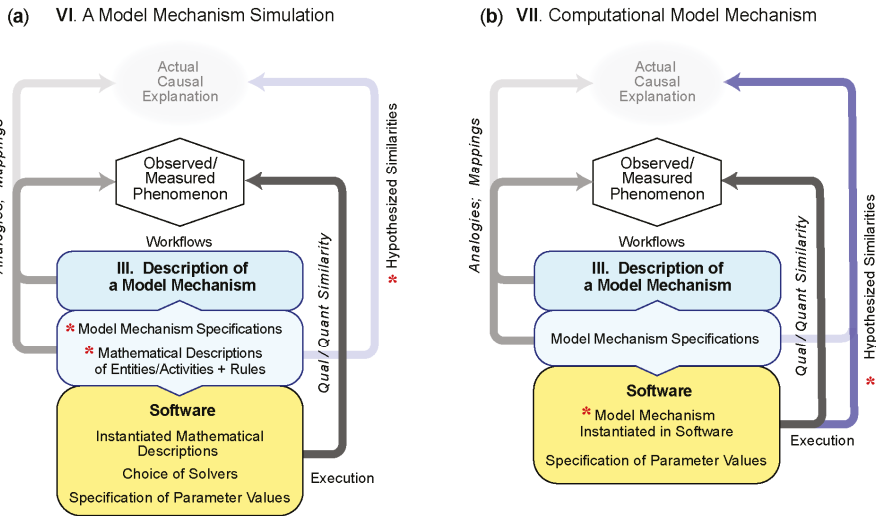 (a) VI. A Model Mechanism Simulation
Actual
Causal
Explanation
Analogies; Mappings
* Hypothesized Similarities
Observed/
Measured
Phenomenon
Qual / Quant Similarity
Workflows
III. Description of
a Model Mechanism
* Model Mechanism Specifications
* Mathematical Descriptions
of Entities/Activities + Rules
Software
Instantiated Mathematical
Descriptions
Choice of Solvers
Specification of Parameter Values
Execution
(b) VII. Computational Model Mechanism
Actual
Causal
Explanation
Analogies; Mappings
* Hypothesized Similarities
Observed/
Measured
Phenomenon
Qual / Quant Similarity
Workflows
III. Description of
a Model Mechanism
Model Mechanism Specifications
Software
* Model Mechanism
Instantiated in Software
Specification of Parameter Values
Execution